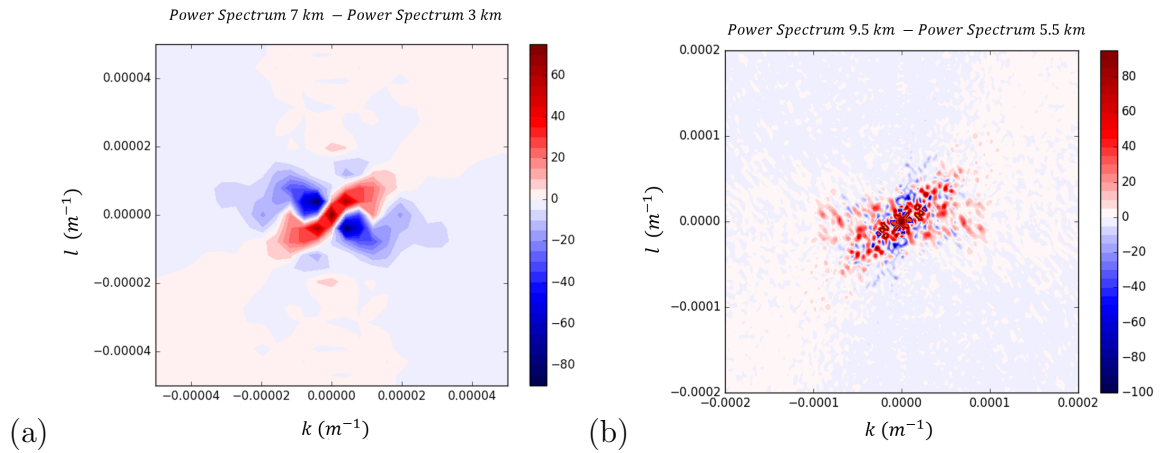 Power Spectrum 7 km − Power Spectrum 3 km
0.00004
0.00002
0.00000
−0.00002
−0.00004
l (m⁻¹)
−0.00004 −0.00002 0.00000 0.00002 0.00004
k (m⁻¹)
60
40
20
0
−20
−40
−60
−80
(a)
Power Spectrum 9.5 km − Power Spectrum 5.5 km
0.0002
0.0001
0.0000
−0.0001
−0.0002
l (m⁻¹)
−0.0002 −0.0001 0.0000 0.0001 0.0002
k (m⁻¹)
80
60
40
20
0
−20
−40
−60
−80
−100
(b)